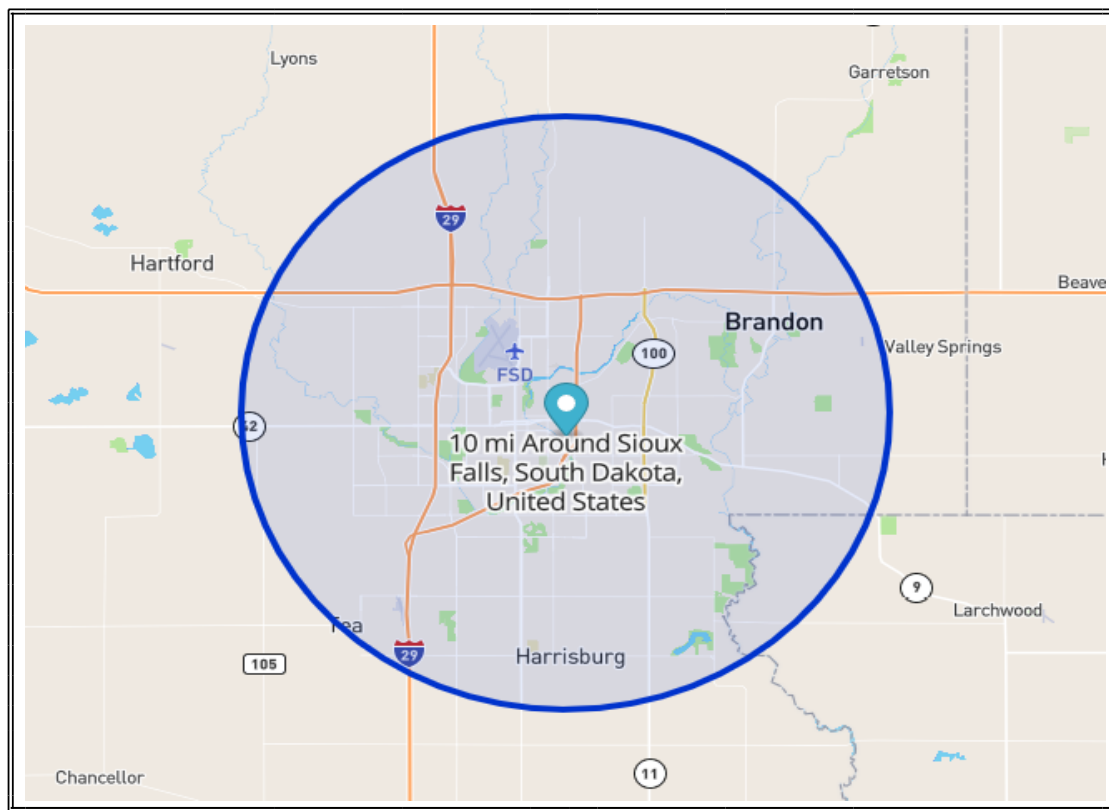 Lyons
Garretson
29
Hartford
Beave
Brandon
Valley Springs
100
FSD
10 mi Around Sioux
Falls, South Dakota,
United States
9
Larchwood
Tea
105
29
Harrisburg
11
Chancellor